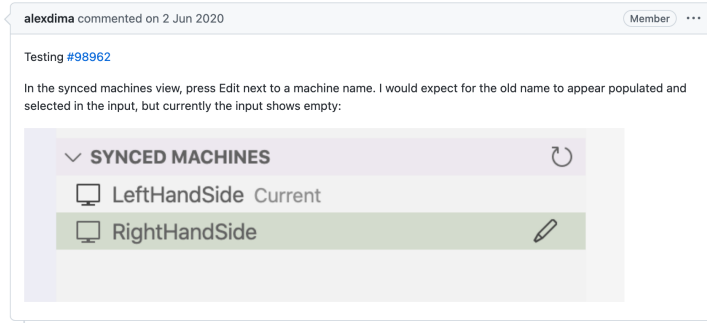 alexdima commented on 2 Jun 2020 Member ...
Testing #98962
In the synced machines view, press Edit next to a machine name. I would expect for the old name to appear populated and
selected in the input, but currently the input shows empty:
SYNCED MACHINES
LeftHandSide Current
RightHandSide